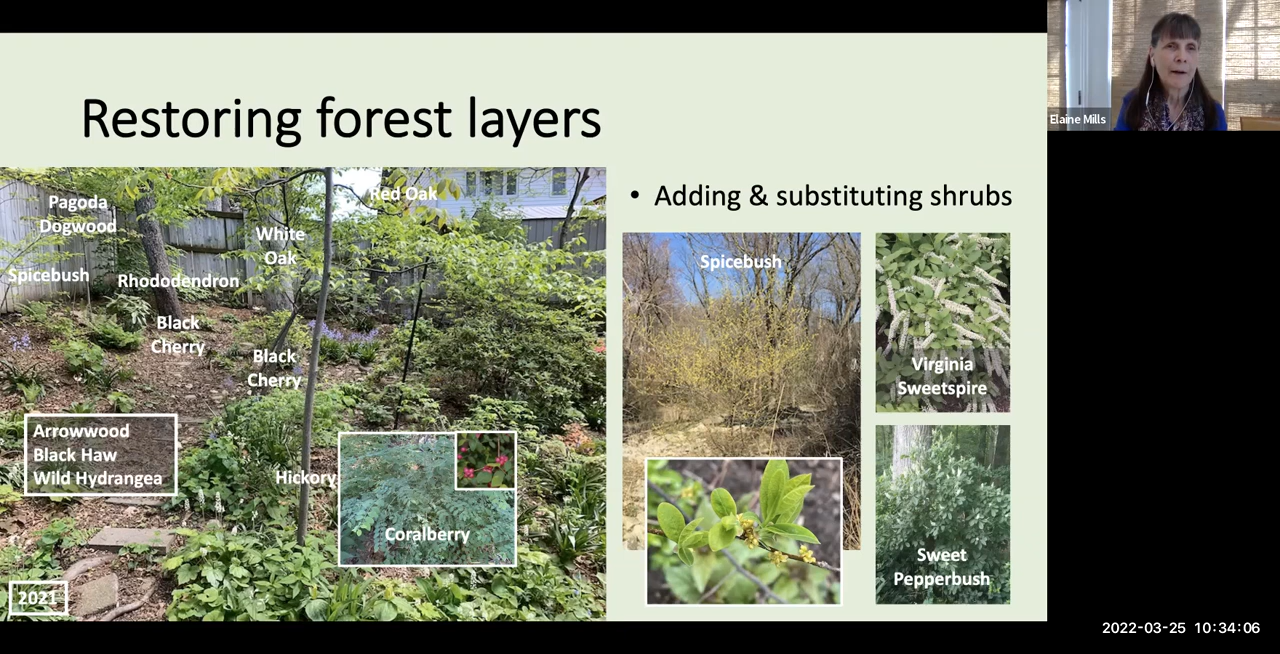 Restoring forest layers
Elaine Mills
• Adding & substituting shrubs
Pagoda
Dogwood
Red Oak
White
Oak
Spicebush
Rhododendron
Black
Cherry
Black
Cherry
Arrowwood
Black Haw
Wild Hydrangea
Hickory
Coralberry
2021
Spicebush
Virginia
Sweetspire
Sweet
Pepperbush
2022-03-25 10:34:06